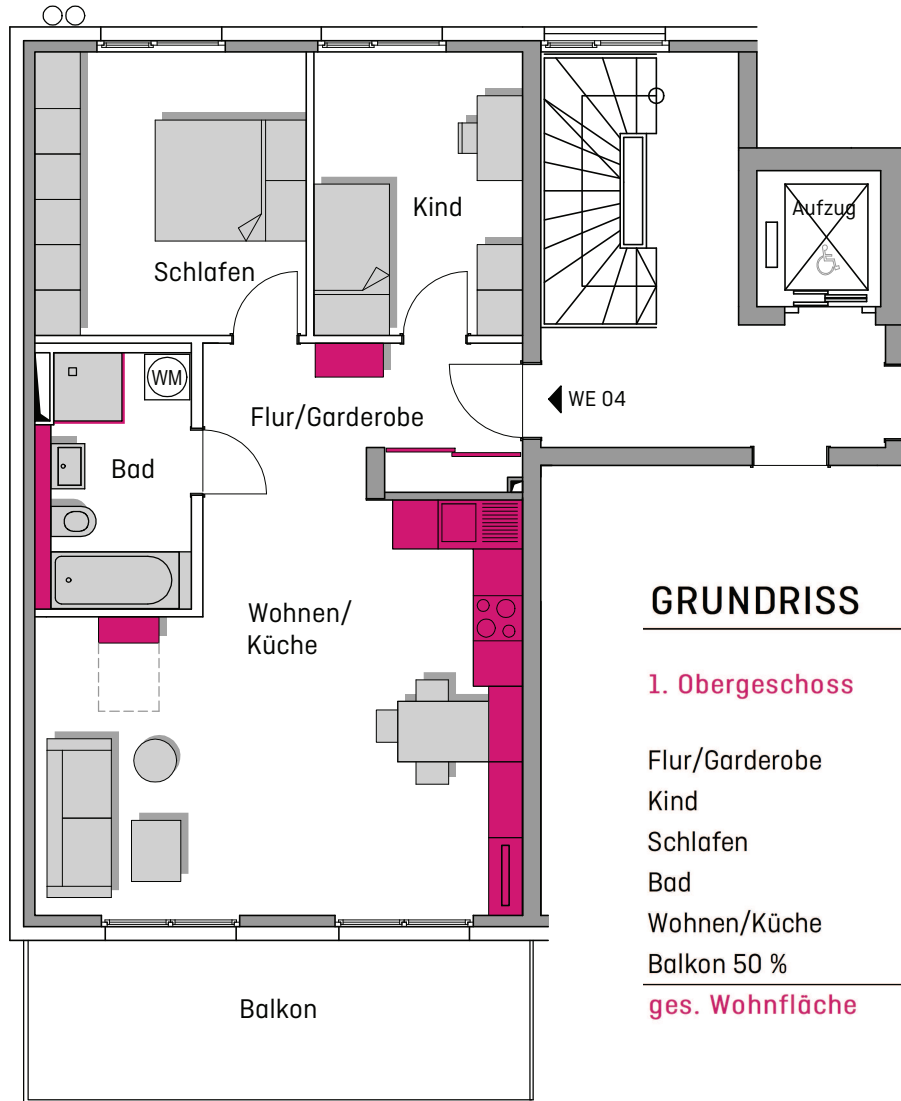 Aufzug
Kind
Schlafen
WM
WE 04
Flur/Garderobe
Bad
Wohnen/
Küche
Balkon
GRUNDRISS
1. Obergeschoss
Flur/Garderobe
Kind
Schlafen
Bad
Wohnen/Küche
Balkon 50 %
ges. Wohnfläche